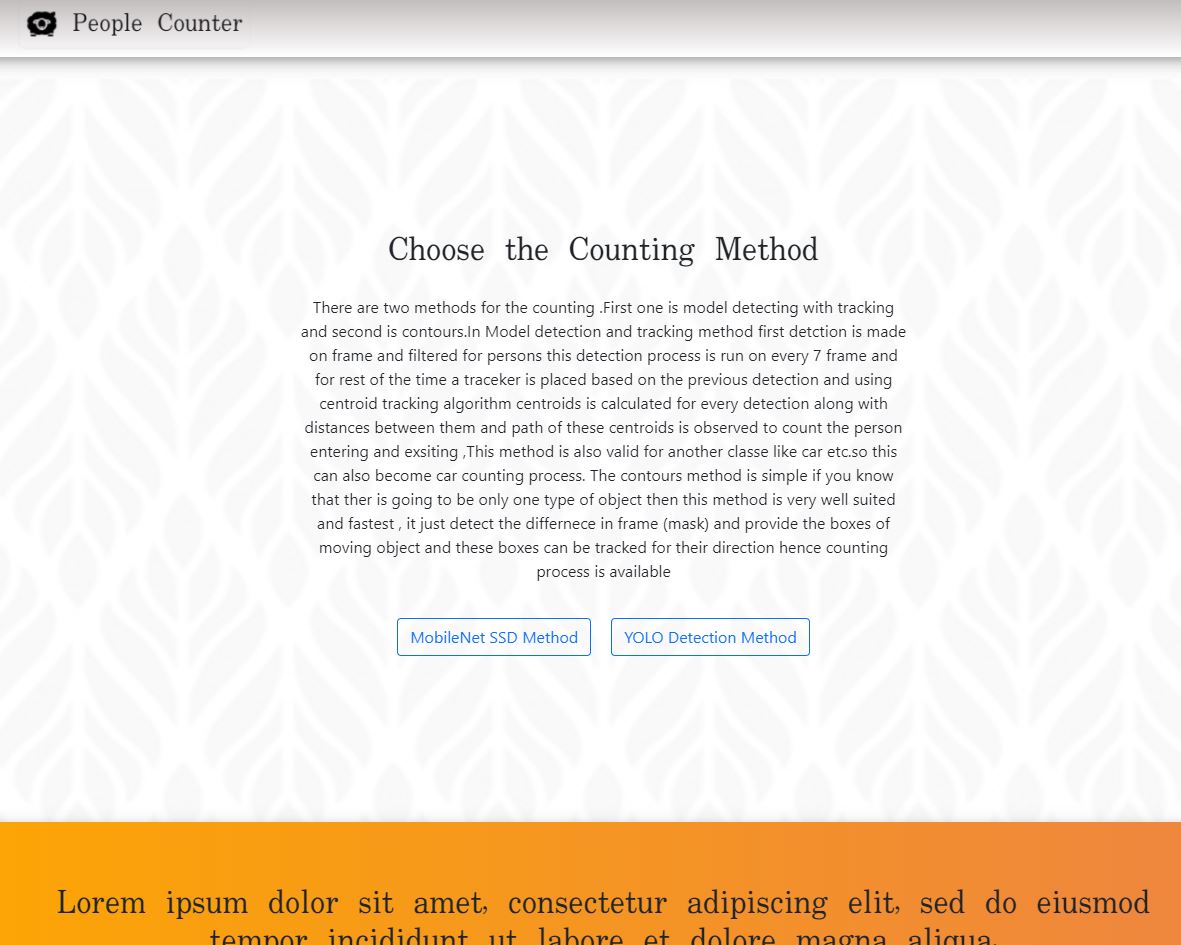 People Counter
Choose the Counting Method
There are two methods for the counting .First one is model detecting with tracking
and second is contours.In Model detection and tracking method first detction is made
on frame and filtered for persons this detection process is run on every 7 frame and
for rest of the time a traceker is placed based on the previous detection and using
centroid tracking algorithm centroids is calculated for every detection along with
distances between them and path of these centroids is observed to count the person
entering and exsiting ,This method is also valid for another classe like car etc.so this
can also become car counting process. The contours method is simple if you know
that ther is going to be only one type of object then this method is very well suited
and fastest , it just detect the differnece in frame (mask) and provide the boxes of
moving object and these boxes can be tracked for their direction hence counting
process is available
MobileNet SSD Method
YOLO Detection Method
Lorem ipsum dolor sit amet, consectetur adipiscing elit, sed do eiusmod
tempor incididunt ut labore et dolore magna aliqua.